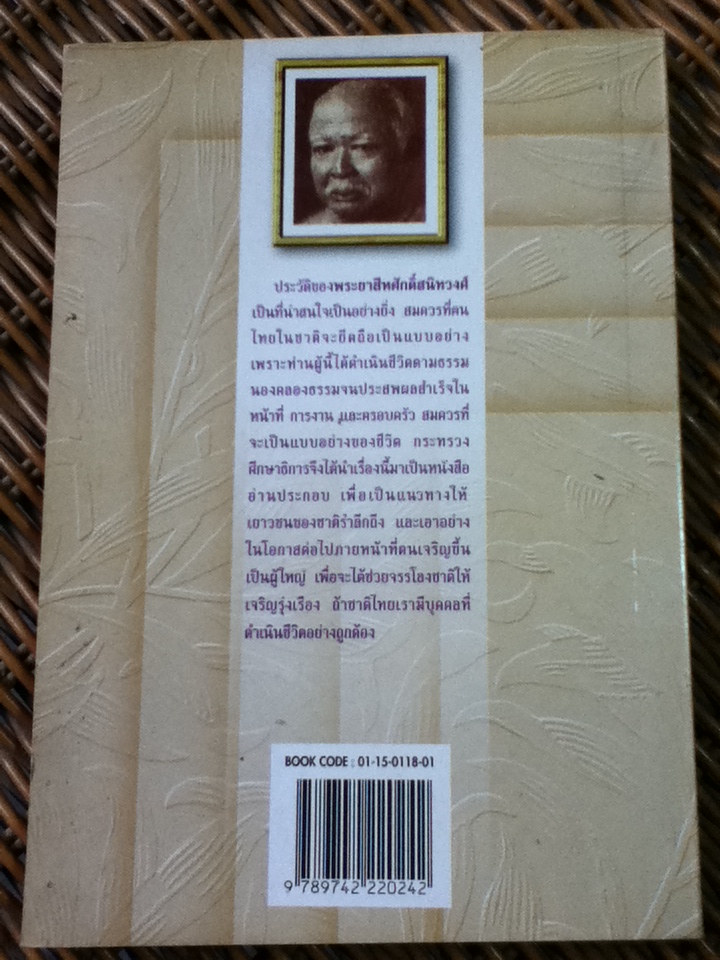 ประวัติของพระยาสีหศักดิ์สนิทวงศ์
เป็นที่น่าสนใจเป็นอย่างยิ่ง สมควรที่คน
ไทยในชาติจะยึดถือเป็นแบบอย่าง
เพราะท่านผู้นี้ได้ดำเนินชีวิตตามธรรม
นองคลองธรรมจนประสพผลสำเร็จใน
หน้าที่ การงาน และครอบครัว สมควรที่
จะเป็นแบบอย่างของชีวิต กระทรวง
ศึกษาธิการจึงได้นำเรื่องนี้มาเป็นหนังสือ
อ่านประกอบ เพื่อเป็นแนวทางให้
เยาวชนของชาติรำลึกถึง และเอาอย่าง
ในโอกาสต่อไปภายหน้าที่ตนเจริญขึ้น
เป็นผู้ใหญ่ เพื่อจะได้ช่วยจรรโลงชาติให้
เจริญรุ่งเรือง ถ้าชาติไทยเรามีบุคคลที่
ดำเนินชีวิตอย่างถูกต้อง
BOOK CODE : 01-15-0118-01
9 789742 220242